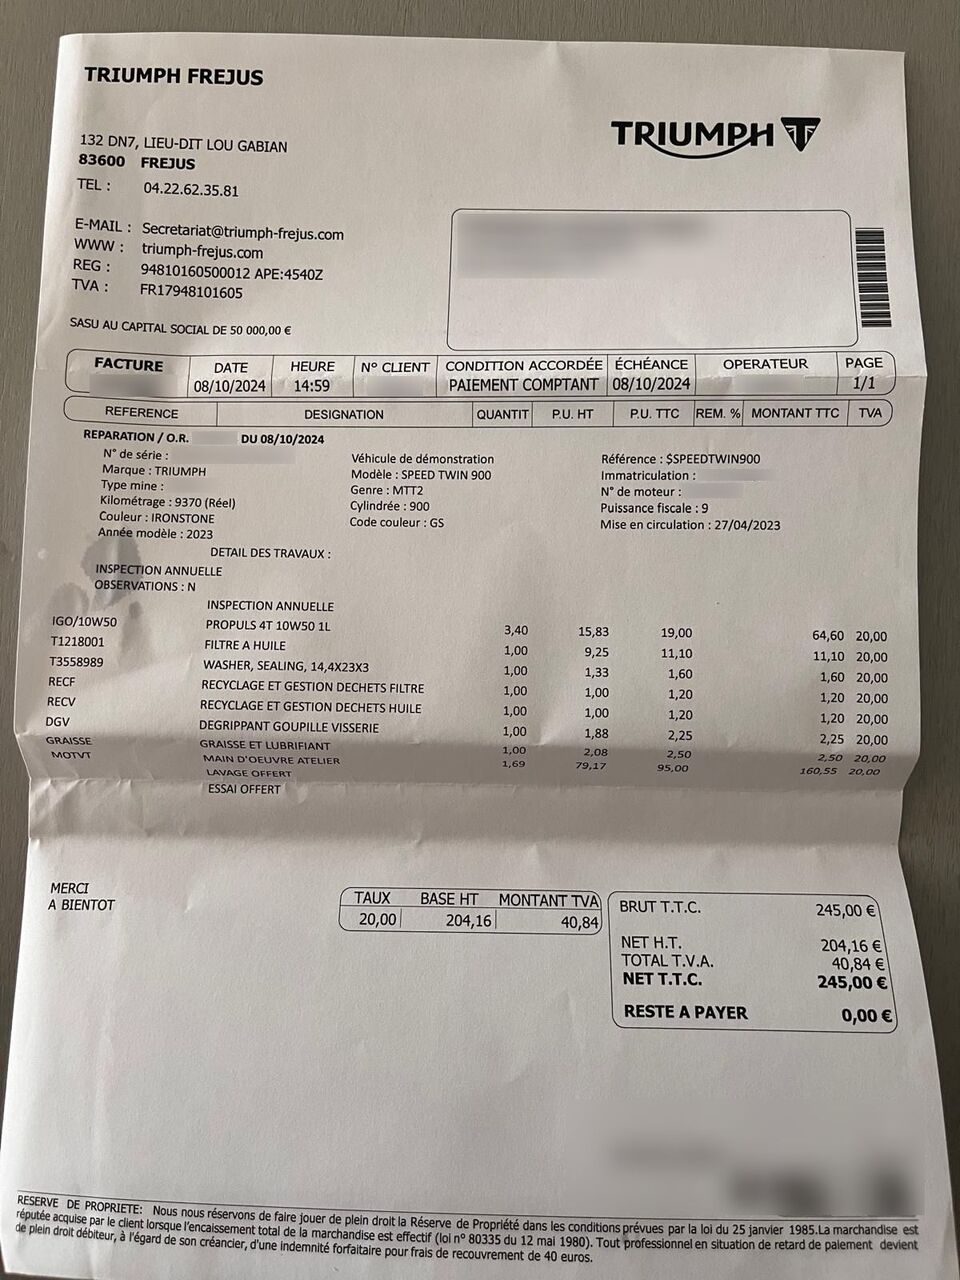 TRIUMPH FREJUS
TRIUMPH
132 DN7, LIEU-DIT LOU GABIAN
83600 FREJUS
TEL : 04.22.62.35.81
E-MAIL : Secretariat@triumph-frejus.com
WWW : triumph-frejus.com
REG : 94810160500012 APE:4540Z
TVA : FR17948101605
SASU AU CAPITAL SOCIAL DE 50 000,00 €
FACTURE DATE HEURE N° CLIENT CONDITION ACCORDÉE ÉCHÉANCE OPERATEUR PAGE
08/10/2024 14:59 PAIEMENT COMPTANT 08/10/2024 1/1
REFERENCE DESIGNATION QUANTIT P.U. HT P.U. TTC REM. % MONTANT TTC TVA
REPARATION / O.R. DU 08/10/2024
N° de série : Véhicule de démonstration Référence : $SPEEDTWIN900
Marque : TRIUMPH Modèle : SPEED TWIN 900 Immatriculation :
Type mine : Genre : MTT2 N° de moteur :
Kilométrage : 9370 (Réel) Cylindrée : 900 Puissance fiscale : 9
Couleur : IRONSTONE Code couleur : GS Mise en circulation : 27/04/2023
Année modèle : 2023
DETAIL DES TRAVAUX :
INSPECTION ANNUELLE
OBSERVATIONS : N
INSPECTION ANNUELLE
IGO/10W50 PROPULS 4T 10W50 1L 3,40 15,83 19,00 64,60 20,00
T1218001 FILTRE A HUILE 1,00 9,25 11,10 11,10 20,00
T3558989 WASHER, SEALING, 14,4X23X3 1,00 1,33 1,60 1,60 20,00
RECF RECYCLAGE ET GESTION DECHETS FILTRE 1,00 1,00 1,20 1,20 20,00
RECV RECYCLAGE ET GESTION DECHETS HUILE 1,00 1,00 1,20 1,20 20,00
DGV DEGRIPPANT GOUPILLE VISSERIE 1,00 1,88 2,25 2,25 20,00
GRAISSE GRAISSE ET LUBRIFIANT 1,00 2,08 2,50 2,50 20,00
MOTVT MAIN D'OEUVRE ATELIER 1,69 79,17 95,00 160,55 20,00
LAVAGE OFFERT
ESSAI OFFERT
MERCI
A BIENTOT
TAUX BASE HT MONTANT TVA
20,00 204,16 40,84
BRUT T.T.C. 245,00 €
NET H.T. 204,16 €
TOTAL T.V.A. 40,84 €
NET T.T.C. 245,00 €
RESTE A PAYER 0,00 €
RESERVE DE PROPRIETE: Nous nous réservons de faire jouer de plein droit la Réserve de Propriété dans les conditions prévues par la loi du 25 janvier 1985.La marchandise est
réputée acquise par le client lorsque l'encaissement total de la marchandise est effectif (loi n° 80335 du 12 mai 1980). Tout professionnel en situation de retard de paiement devient
de plein droit débiteur, à l'égard de son créancier, d'une indemnité forfaitaire pour frais de recouvrement de 40 euros.